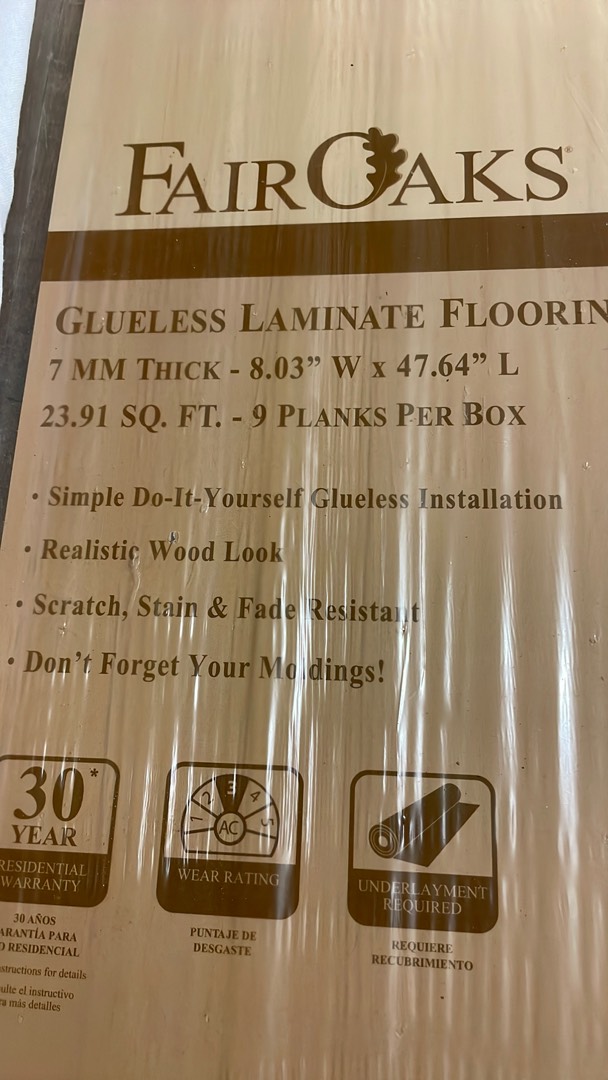 FAIROAKS®
GLUELESS LAMINATE FLOORIN
7 MM THICK - 8.03” W x 47.64” L
23.91 SQ. FT. - 9 PLANKS PER BOX
• Simple Do-It-Yourself Glueless Installation
• Realistic Wood Look
• Scratch, Stain & Fade Resistant
• Don’t Forget Your Moldings!
30*
YEAR
RESIDENTIAL
WARRANTY
30 AÑOS
ARANTÍA PARA
O RESIDENCIAL
structions for details
ulte el instructivo
ra más detalles
1 2 3 4 5
AC
WEAR RATING
PUNTAJE DE
DESGASTE
UNDERLAYMENT
REQUIRED
REQUIERE
RECUBRIMIENTO